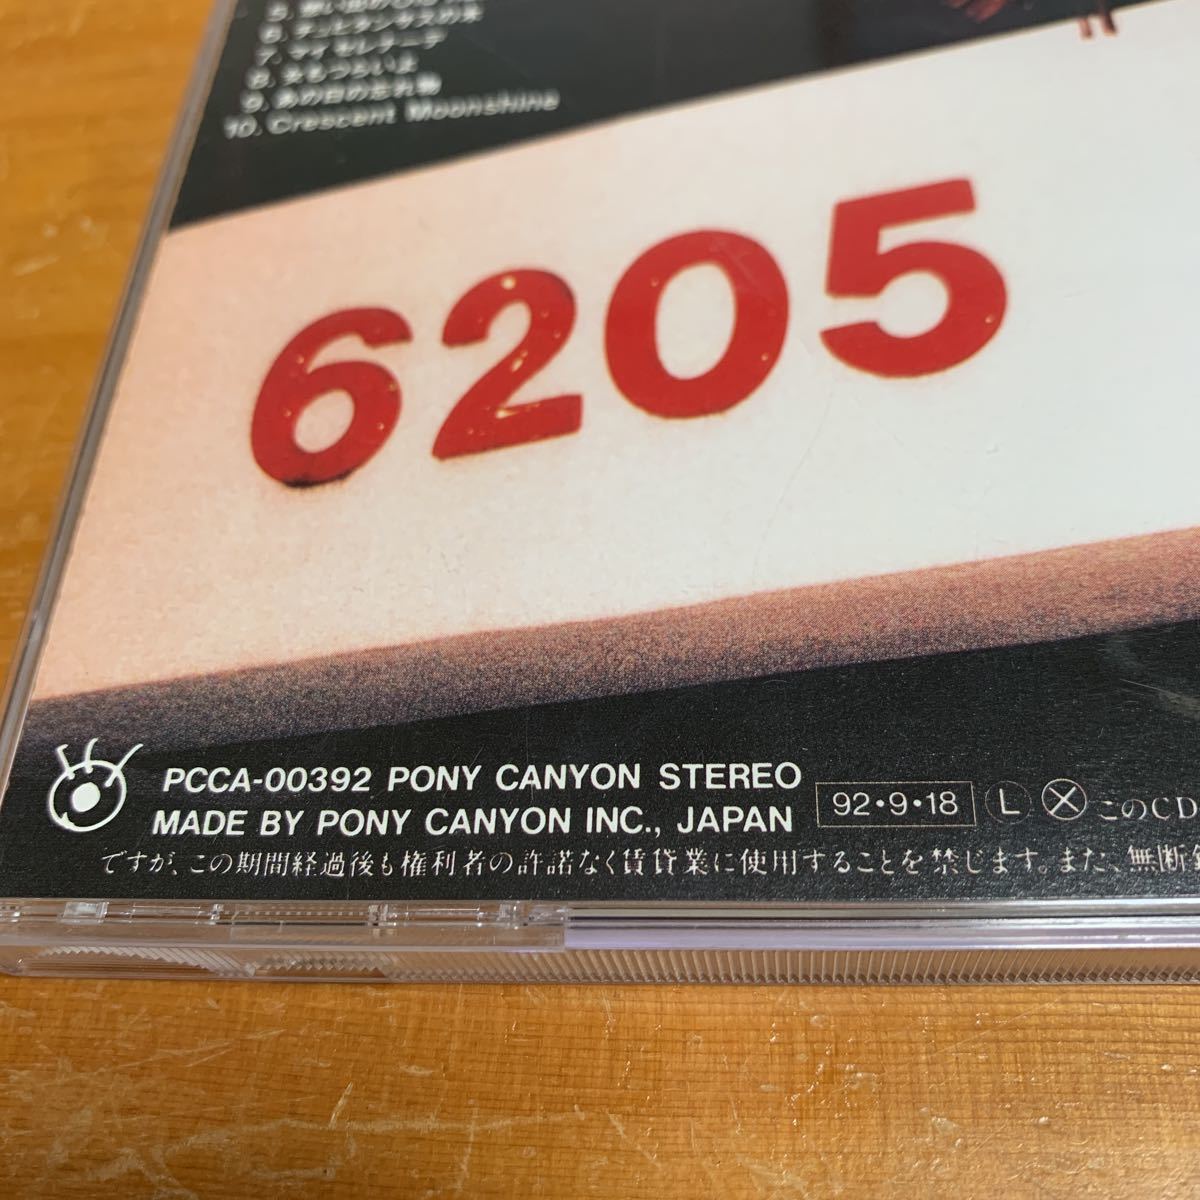 7. マイ セレナーデ
8. 夫もつらいよ
9. あの日の忘れ物
10. Crescent Moonshine
6205
PCCA-00392 PONY CANYON STEREO
MADE BY PONY CANYON INC., JAPAN
92・9・18 L X このCD
ですが、この期間経過後も権利者の許諾なく賃貸業に使用することを禁じます。また、無断